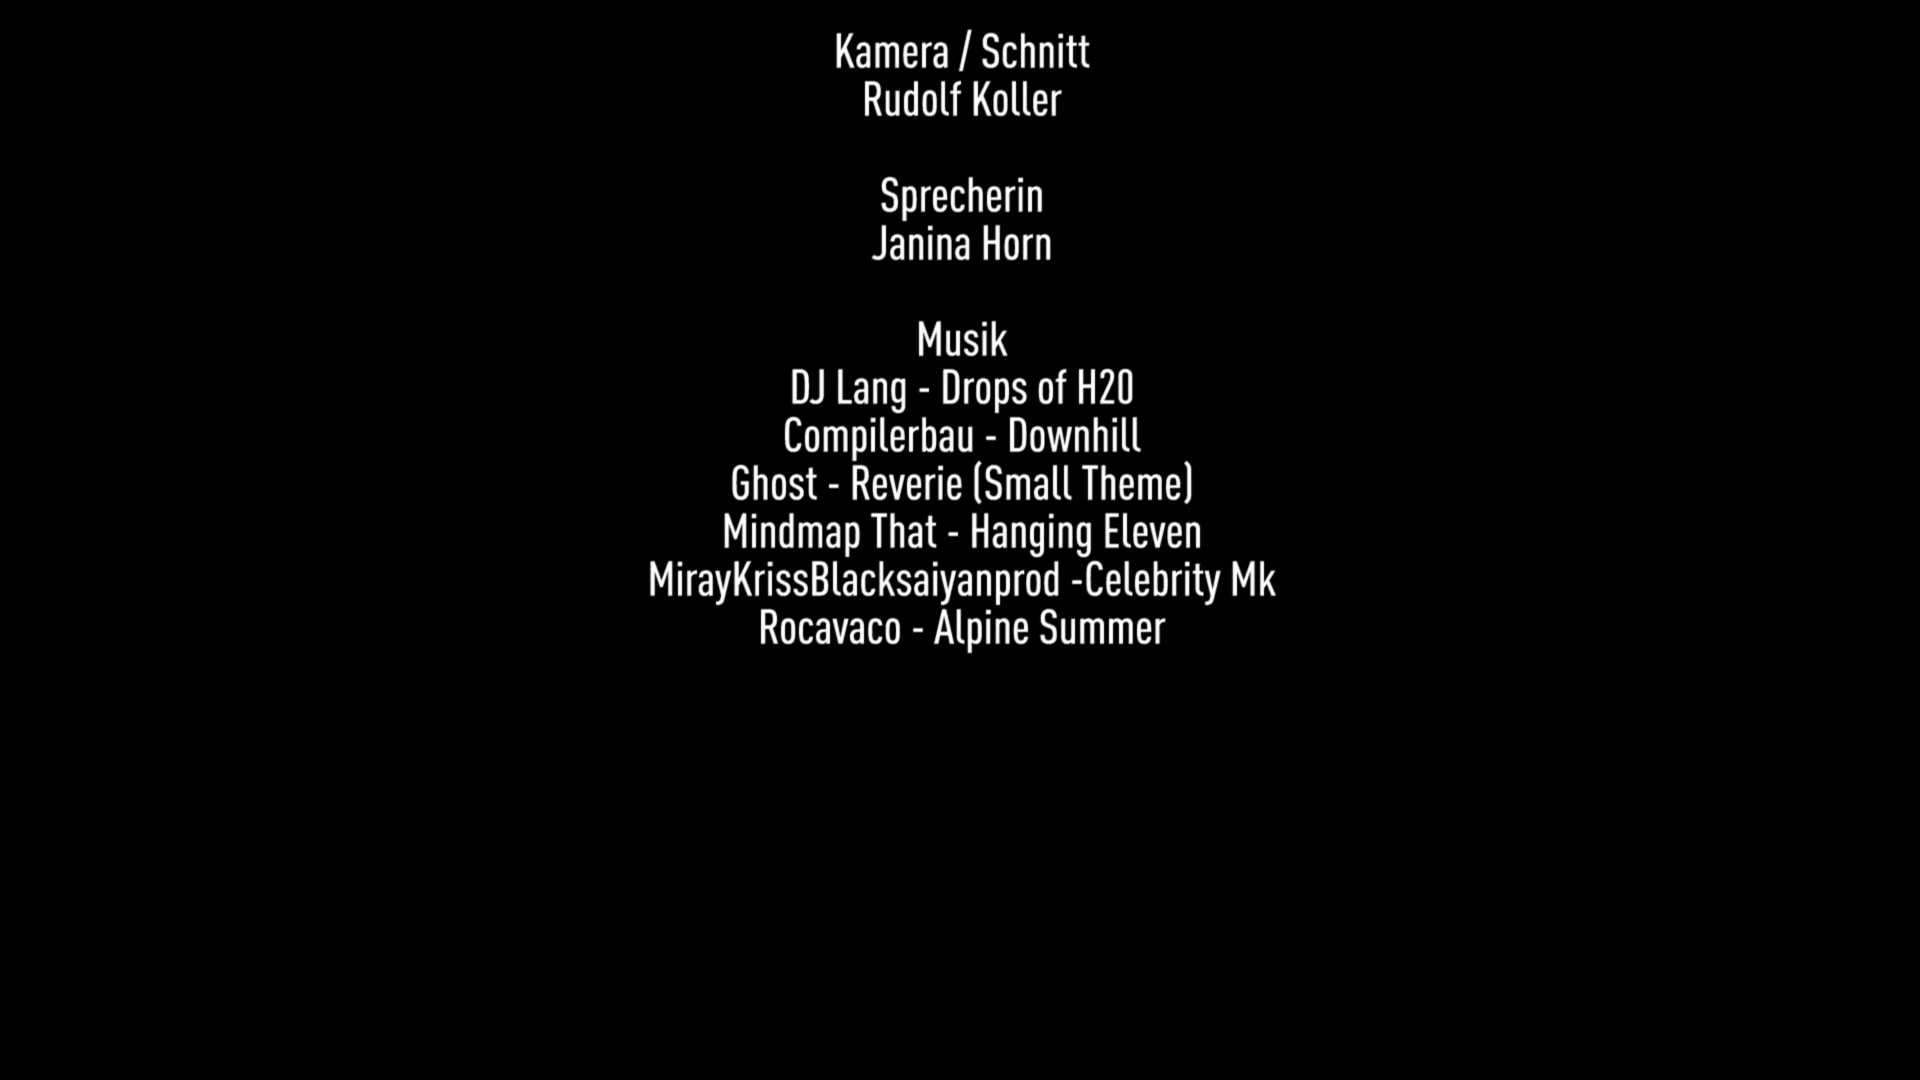 Kamera / Schnitt
Rudolf Koller
Sprecherin
Janina Horn
Musik
DJ Lang - Drops of H20
Compilerbau - Downhill
Ghost - Reverie (Small Theme)
Mindmap That - Hanging Eleven
MirayKrissBlacksaiyanprod -Celebrity Mk
Rocavaco - Alpine Summer